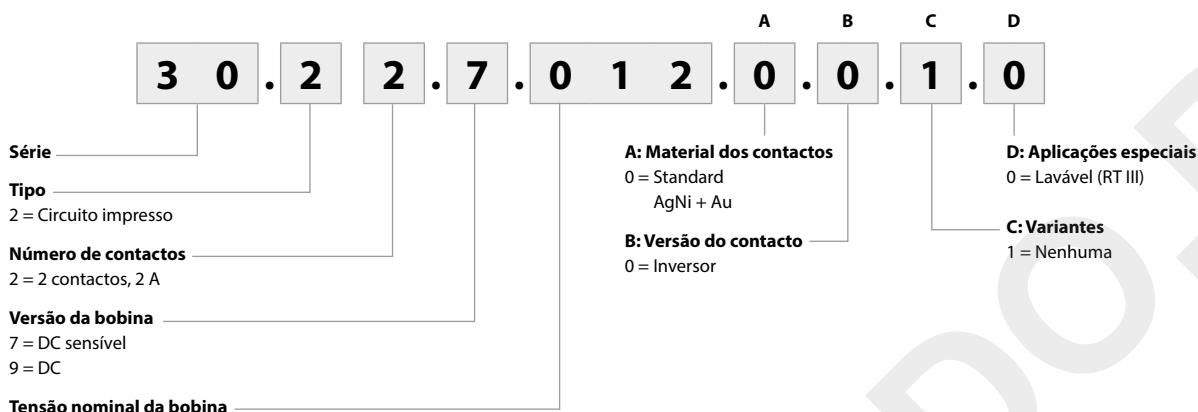 A B C D
3 0 . 2 2 . 7 . 0 1 2 . 0 . 0 . 1 . 0
Série
Tipo
2 = Circuito impresso
Número de contactos
2 = 2 contactos, 2 A
Versão da bobina
7 = DC sensível
9 = DC
Tensão nominal da bobina
A: Material dos contactos
0 = Standard
AgNi + Au
B: Versão do contacto
0 = Inversor
D: Aplicações especiais
0 = Lavável (RT III)
C: Variantes
1 = Nenhuma